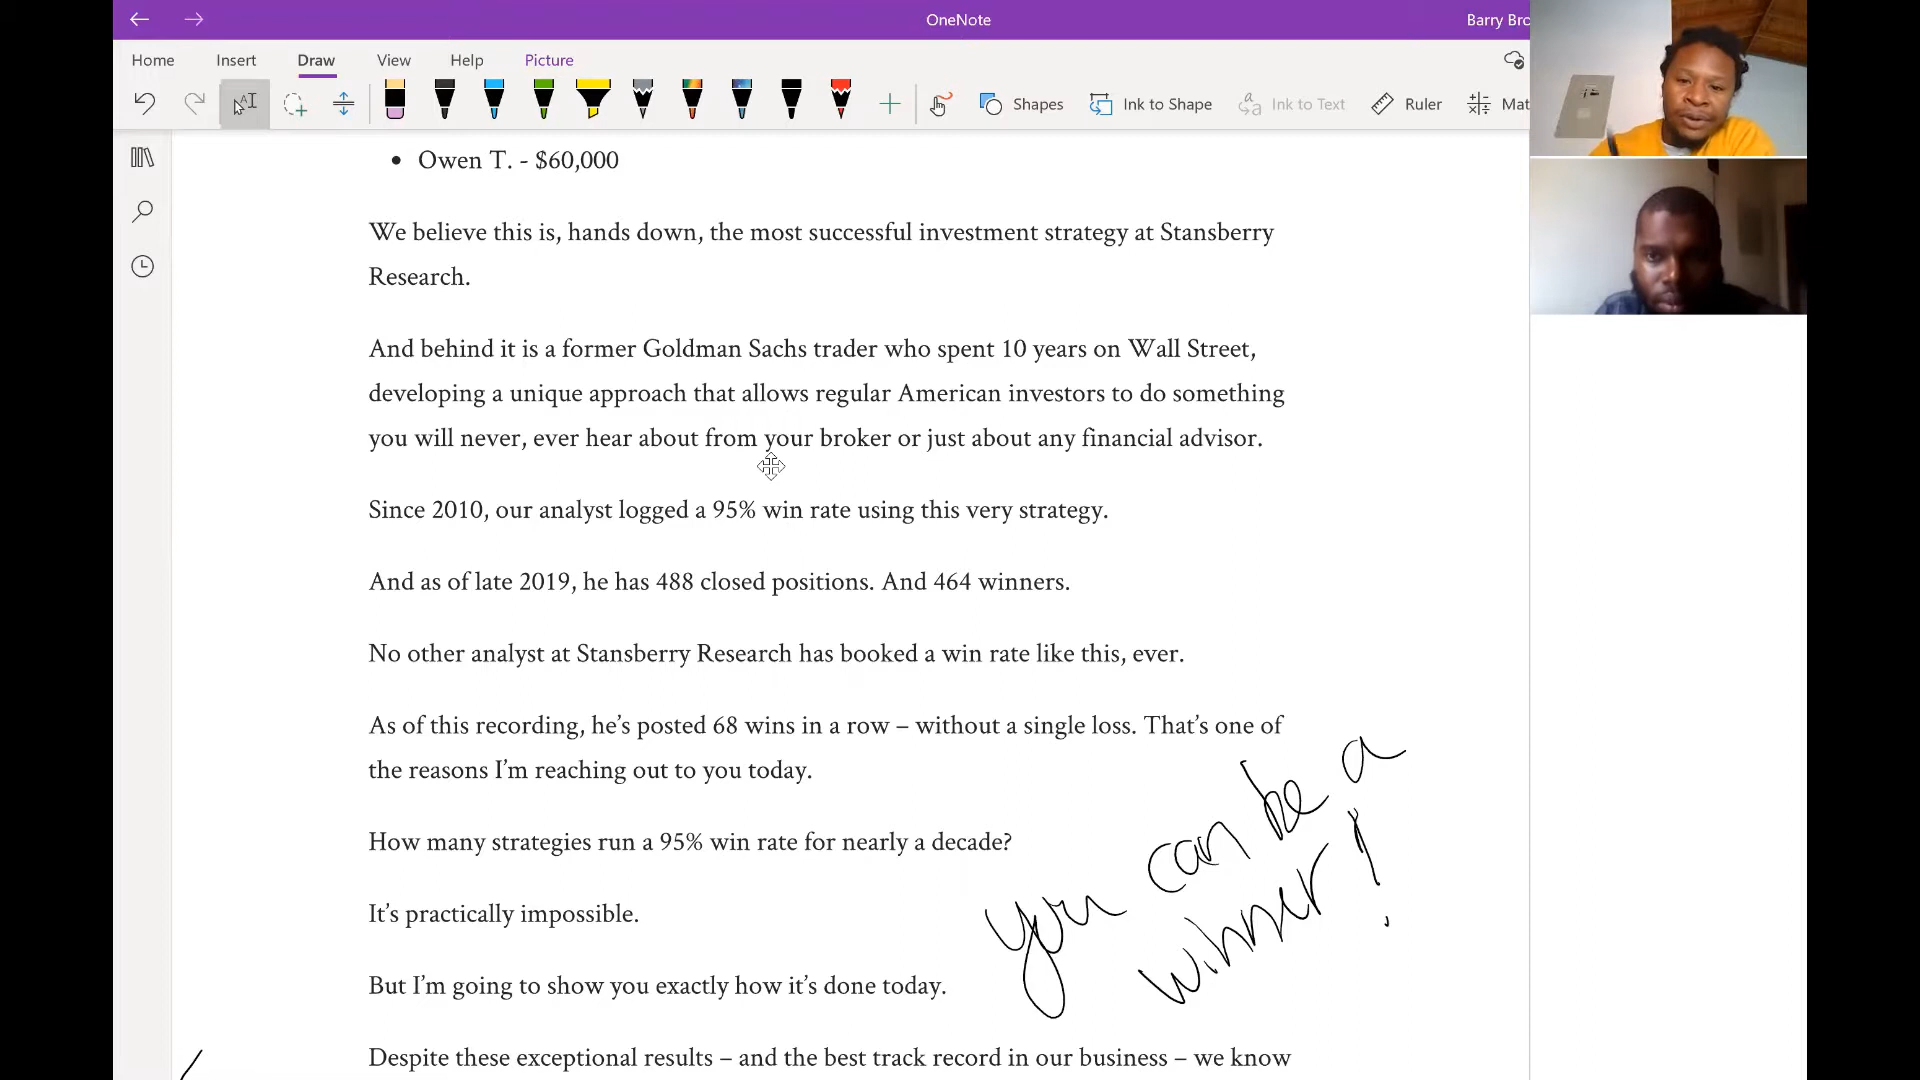 OneNote
Barry Bro
Home Insert Draw View Help Picture
Shapes Ink to Shape Ink to Text Ruler Mat
• Owen T. - $60,000
We believe this is, hands down, the most successful investment strategy at Stansberry
Research.
And behind it is a former Goldman Sachs trader who spent 10 years on Wall Street,
developing a unique approach that allows regular American investors to do something
you will never, ever hear about from your broker or just about any financial advisor.
Since 2010, our analyst logged a 95% win rate using this very strategy.
And as of late 2019, he has 488 closed positions. And 464 winners.
No other analyst at Stansberry Research has booked a win rate like this, ever.
As of this recording, he’s posted 68 wins in a row – without a single loss. That’s one of
the reasons I’m reaching out to you today.
How many strategies run a 95% win rate for nearly a decade?
It’s practically impossible.
But I’m going to show you exactly how it’s done today.
you can be a
winner!
Despite these exceptional results – and the best track record in our business – we know